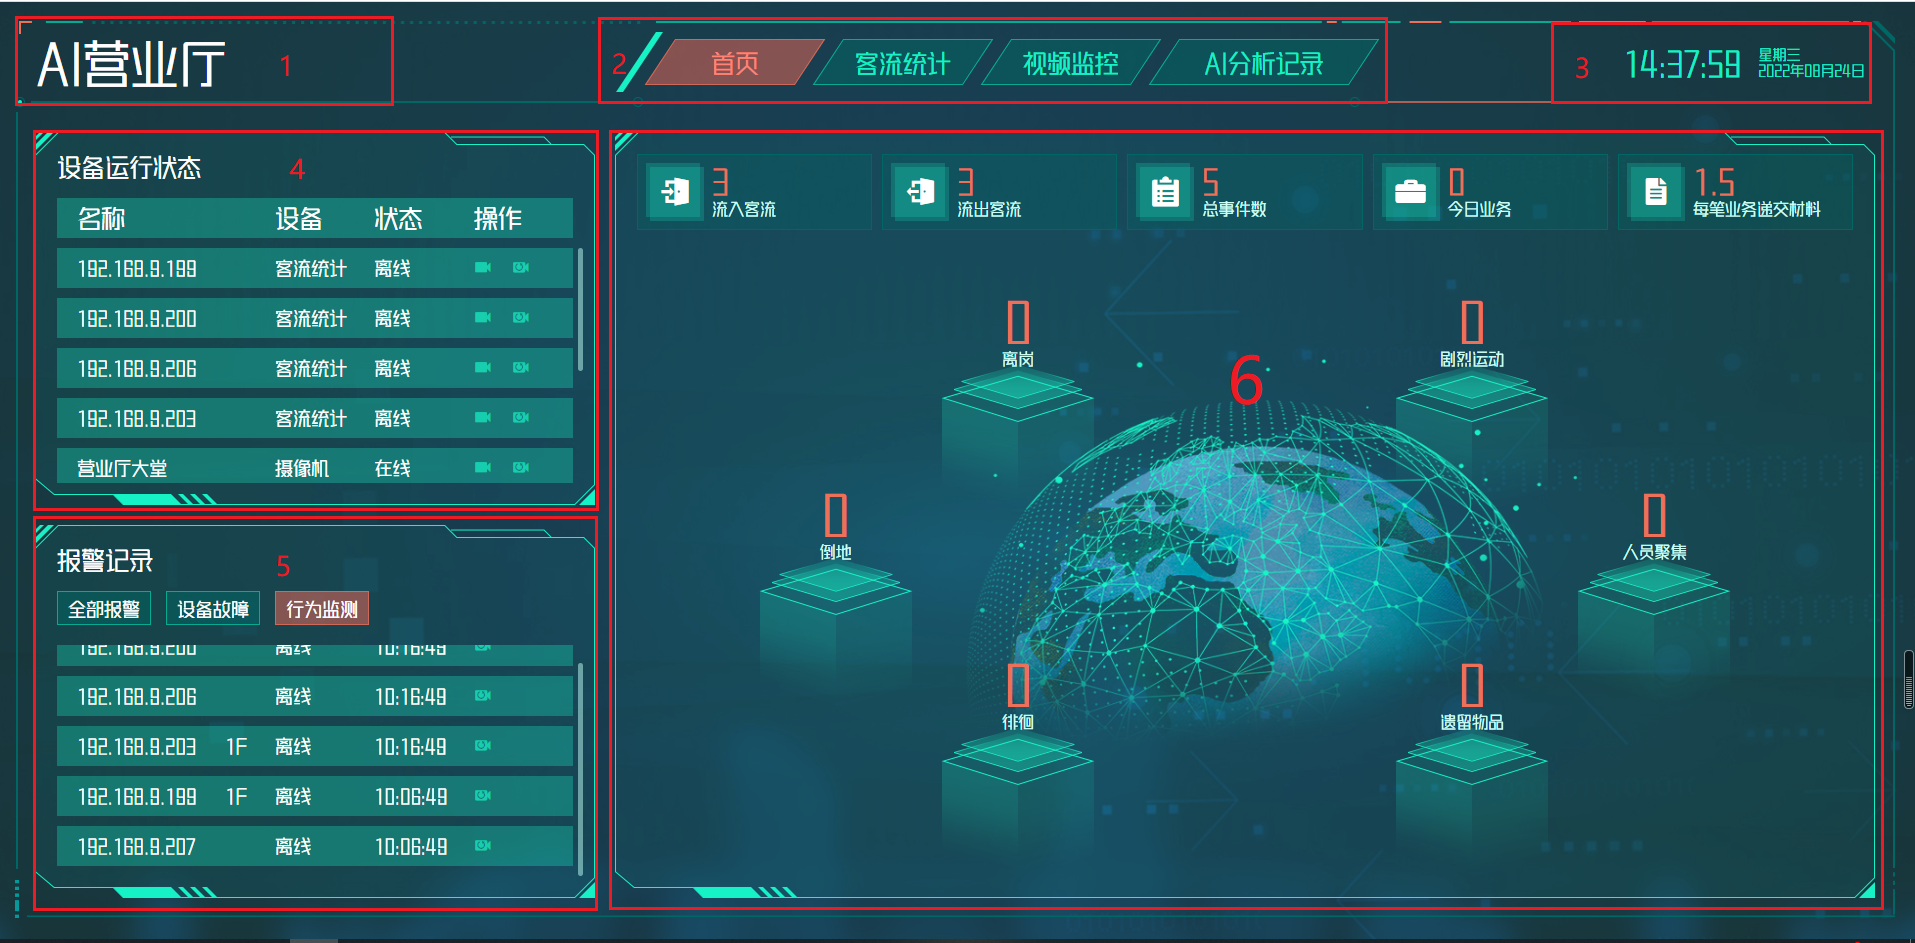 AI营业厅 1
2 首页 客流统计 视频监控 AI分析记录
3 14:37:59 星期三
2022年08月24日
设备运行状态 4
名称 设备 状态 操作
192.168.9.199 客流统计 离线
192.168.9.200 客流统计 离线
192.168.9.206 客流统计 离线
192.168.9.203 客流统计 离线
营业厅大堂 摄像机 在线
报警记录 5
全部报警 设备故障 行为监测
192.168.9.200 离线 10:16:49
192.168.9.206 离线 10:16:49
192.168.9.203 1F 离线 10:16:49
192.168.9.199 1F 离线 10:06:49
192.168.9.207 离线 10:06:49
3
流入客流
3
流出客流
5
总事件数
0
今日业务
1.5
每笔业务递交材料
6
0
离岗
0
剧烈运动
0
倒地
0
人员聚集
0
徘徊
0
遗留物品